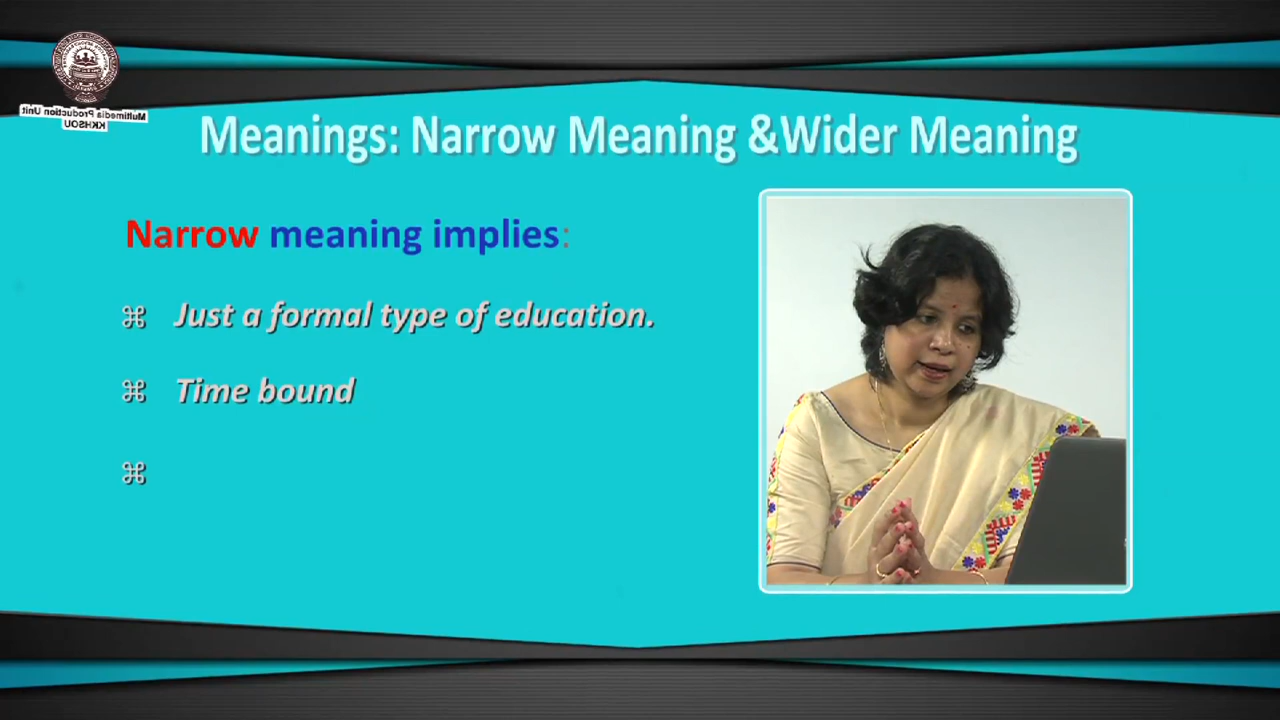 Multimedia Production Unit
KKHSOU
Meanings: Narrow Meaning &Wider Meaning
Narrow meaning implies:
⌘ Just a formal type of education.
⌘ Time bound
⌘